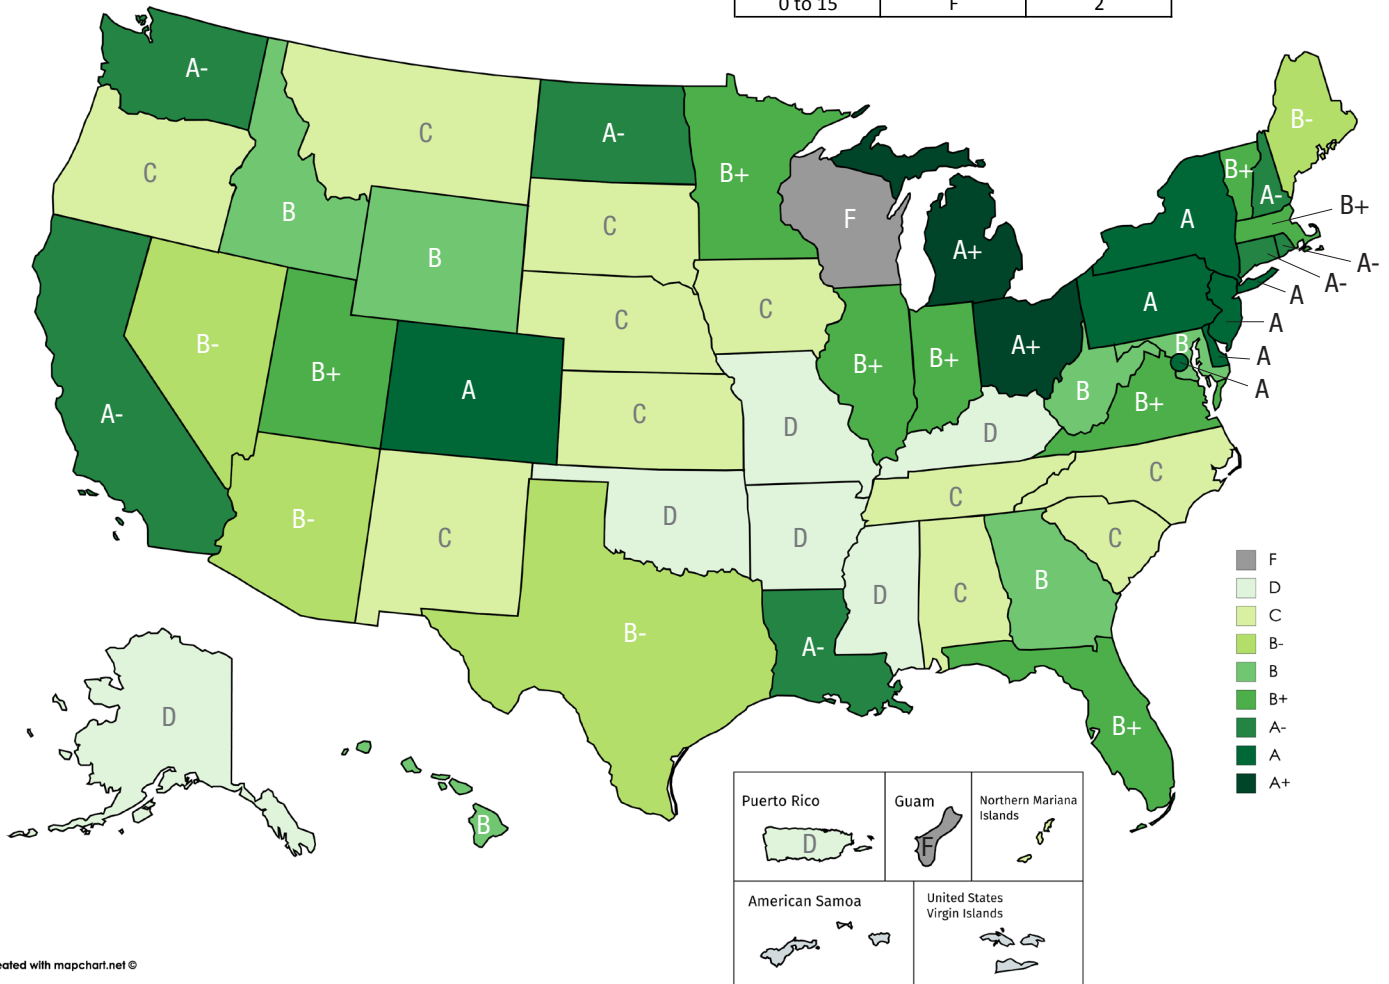 0 to 15 F 2
A-
C
B
C
B
A-
C
C
C
C
C
B+
F
A+
A+
B-
B+
A-
B+
A-
A-
A
A
A
A
A
A
B
B
B+
B+
B+
D
D
C
C
C
C
B
D
D
D
A-
B-
C
B-
B-
B+
A
A-
B+
D
B
F
D
C
B-
B
B+
A-
A
A+
Puerto Rico
D
Guam
F
Northern Mariana
Islands
American Samoa
United States
Virgin Islands
eated with mapchart.net ©